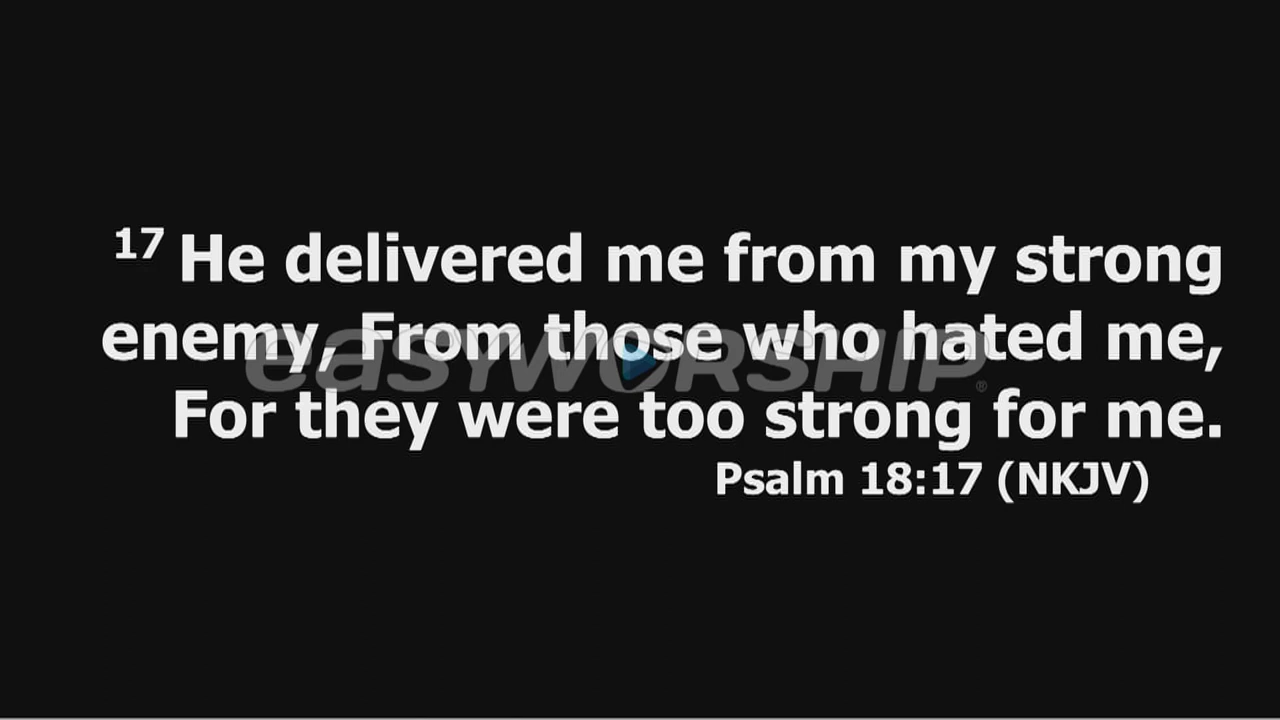 17 He delivered me from my strong
enemy, From those who hated me,
easyworship®
For they were too strong for me.
Psalm 18:17 (NKJV)